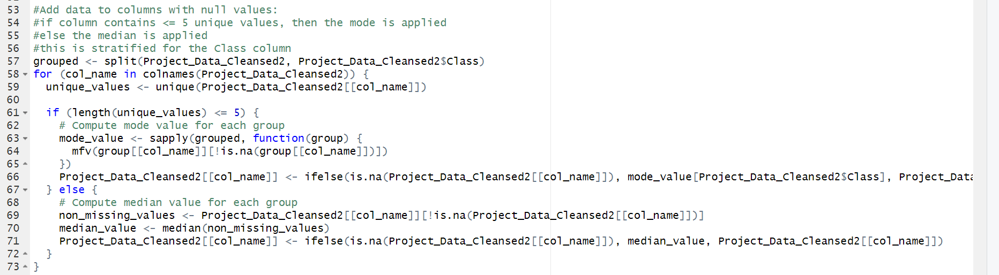 53 #Add data to columns with null values:
54 #if column contains <= 5 unique values, then the mode is applied
55 #else the median is applied
56 #this is stratified for the Class column
57 grouped <- split(Project_Data_Cleansed2, Project_Data_Cleansed2$Class)
58 for (col_name in colnames(Project_Data_Cleansed2)) {
59   unique_values <- unique(Project_Data_Cleansed2[[col_name]])
60
61   if (length(unique_values) <= 5) {
62     # Compute mode value for each group
63     mode_value <- sapply(grouped, function(group) {
64       mfv(group[[col_name]][!is.na(group[[col_name]])])
65     })
66     Project_Data_Cleansed2[[col_name]] <- ifelse(is.na(Project_Data_Cleansed2[[col_name]]), mode_value[Project_Data_Cleansed2$Class], Project_Data
67   } else {
68     # Compute median value for each group
69     non_missing_values <- Project_Data_Cleansed2[[col_name]][!is.na(Project_Data_Cleansed2[[col_name]])]
70     median_value <- median(non_missing_values)
71     Project_Data_Cleansed2[[col_name]] <- ifelse(is.na(Project_Data_Cleansed2[[col_name]]), median_value, Project_Data_Cleansed2[[col_name]])
72   }
73 }